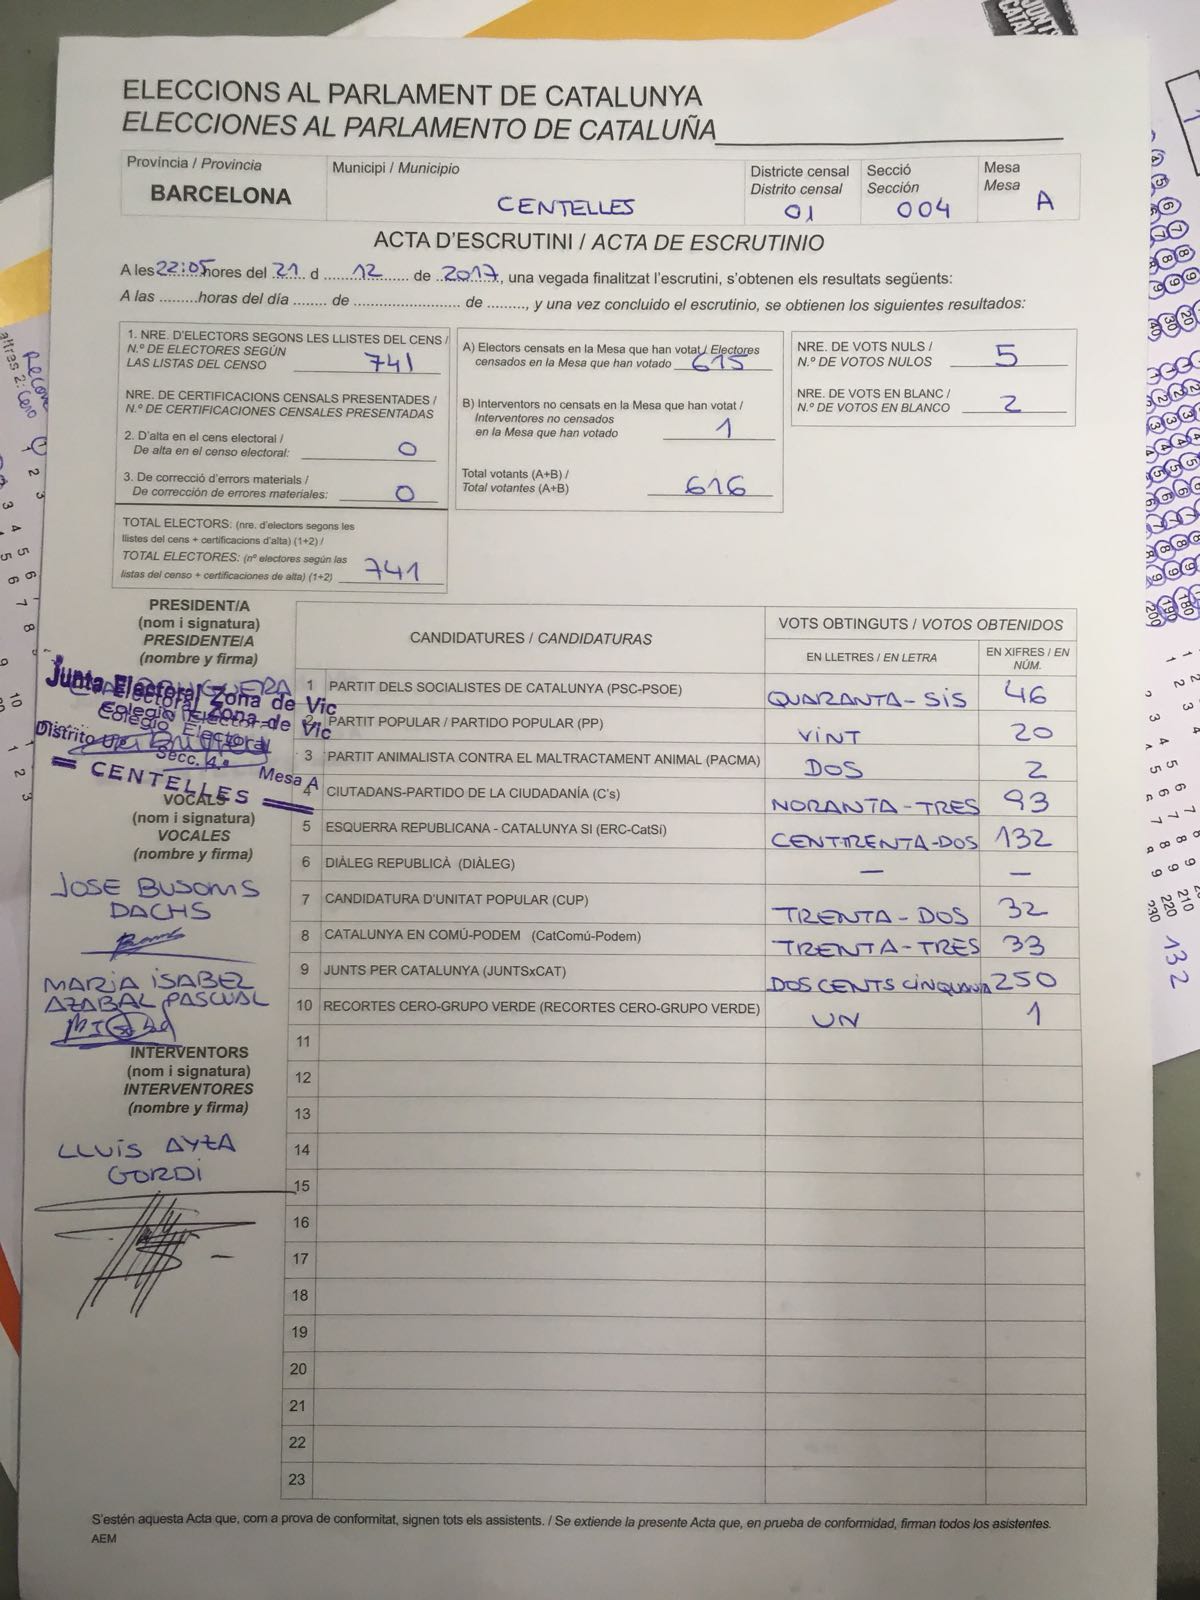 JUNTS
ELECCIONS AL PARLAMENT DE CATALUNYA
ELECCIONES AL PARLAMENTO DE CATALUÑA
Província / Provincia
BARCELONA
Municipi / Municipio
CENTELLES
Districte censal
Distrito censal
01
Secció
Sección
004
Mesa
Mesa
A
ACTA D'ESCRUTINI / ACTA DE ESCRUTINIO
A les 22:05 hores del 21 d 12 de 2017, una vegada finalitzat l'escrutini, s'obtenen els resultats següents:
A las .........horas del día ....... de ...................... de ........, y una vez concluido el escrutinio, se obtienen los siguientes resultados:
1. NRE. D'ELECTORS SEGONS LES LLISTES DEL CENS /
N.º DE ELECTORES SEGÚN
LAS LISTAS DEL CENSO 741
NRE. DE CERTIFICACIONS CENSALS PRESENTADES /
N.º DE CERTIFICACIONES CENSALES PRESENTADAS
2. D'alta en el cens electoral /
De alta en el censo electoral: 0
3. De correcció d'errors materials /
De corrección de errores materiales: 0
TOTAL ELECTORS: (nre. d'electors segons les
llistes del cens + certificacions d'alta) (1+2) /
TOTAL ELECTORES: (nº electores según las
listas del censo + certificaciones de alta) (1+2) 741
A) Electors censats en la Mesa que han votat / Electores
censados en la Mesa que han votado 615
B) Interventors no censats en la Mesa que han votat /
Interventores no censados
en la Mesa que han votado 1
Total votants (A+B) /
Total votantes (A+B) 616
NRE. DE VOTS NULS /
N.º DE VOTOS NULOS 5
NRE. DE VOTS EN BLANC /
N.º DE VOTOS EN BLANCO 2
PRESIDENT/A
(nom i signatura)
PRESIDENTE/A
(nombre y firma)
Junta Electoral Zona de Vic
Colegio Electoral
Distrito
Secc. 4.ª Mesa A
CENTELLES
VOCALS
(nom i signatura)
VOCALES
(nombre y firma)
JOSE BUSOMS
DACHS
MARIA ISABEL
AZABAL PASCUAL
INTERVENTORS
(nom i signatura)
INTERVENTORES
(nombre y firma)
LLUÍS AYZA
GORDI
CANDIDATURES / CANDIDATURAS
VOTS OBTINGUTS / VOTOS OBTENIDOS
EN LLETRES / EN LETRA
EN XIFRES / EN NÚM.
1 PARTIT DELS SOCIALISTES DE CATALUNYA (PSC-PSOE) QUARANTA-SIS 46
2 PARTIT POPULAR / PARTIDO POPULAR (PP) VINT 20
3 PARTIT ANIMALISTA CONTRA EL MALTRACTAMENT ANIMAL (PACMA) DOS 2
4 CIUTADANS-PARTIDO DE LA CIUDADANÍA (C's) NORANTA-TRES 93
5 ESQUERRA REPUBLICANA - CATALUNYA SI (ERC-CatSí) CENTRENTA-DOS 132
6 DIÀLEG REPUBLICÀ (DIÀLEG) — —
7 CANDIDATURA D'UNITAT POPULAR (CUP) TRENTA-DOS 32
8 CATALUNYA EN COMÚ-PODEM (CatComú-Podem) TRENTA-TRES 33
9 JUNTS PER CATALUNYA (JUNTSxCAT) DOS CENTS CINQUANTA 250
10 RECORTES CERO-GRUPO VERDE (RECORTES CERO-GRUPO VERDE) UN 1
11
12
13
14
15
16
17
18
19
20
21
22
23
S'estén aquesta Acta que, com a prova de conformitat, signen tots els assistents. / Se extiende la presente Acta que, en prueba de conformidad, firman todos los asistentes.
AEM
132